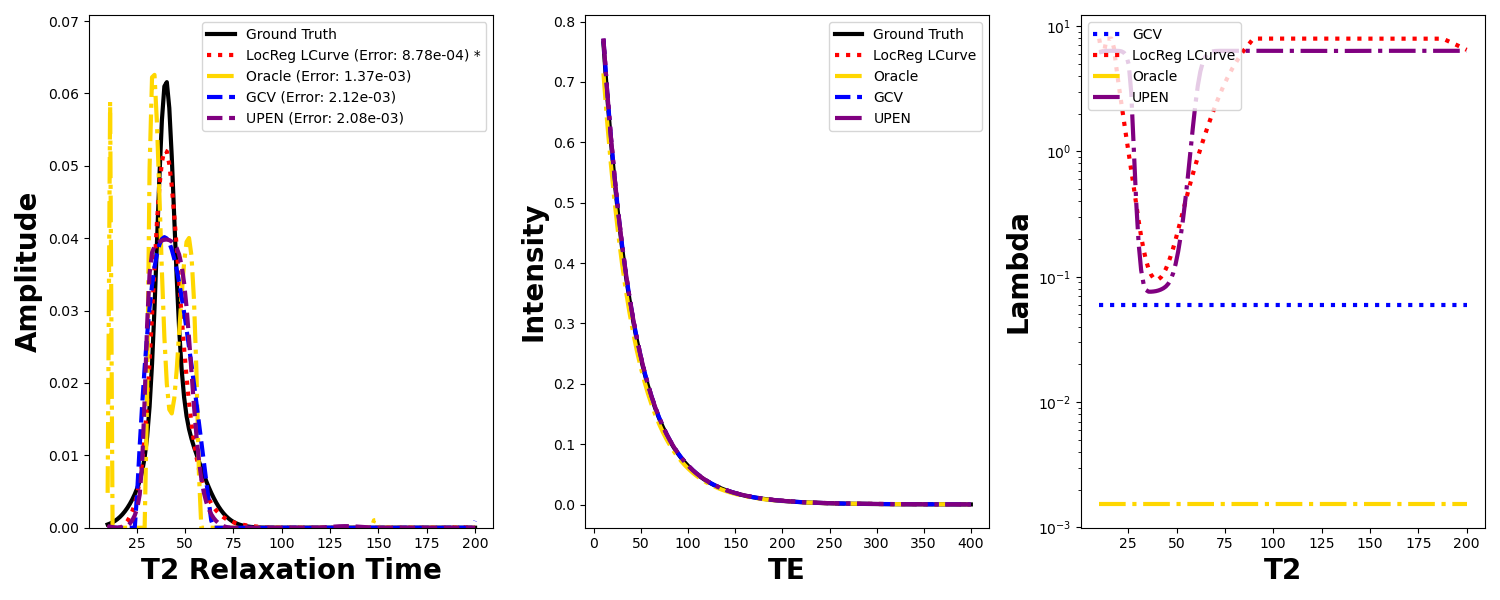 0.07
0.06
0.05
0.04
0.03
0.02
0.01
0.00
Amplitude
25 50 75 100 125 150 175 200
T2 Relaxation Time
Ground Truth
LocReg LCurve (Error: 8.78e-04) *
Oracle (Error: 1.37e-03)
GCV (Error: 2.12e-03)
UPEN (Error: 2.08e-03)
0.8
0.7
0.6
0.5
0.4
0.3
0.2
0.1
0.0
Intensity
0 50 100 150 200 250 300 350 400
TE
Ground Truth
LocReg LCurve
Oracle
GCV
UPEN
10¹
10⁰
10⁻¹
10⁻²
10⁻³
Lambda
25 50 75 100 125 150 175 200
T2
GCV
LocReg LCurve
Oracle
UPEN